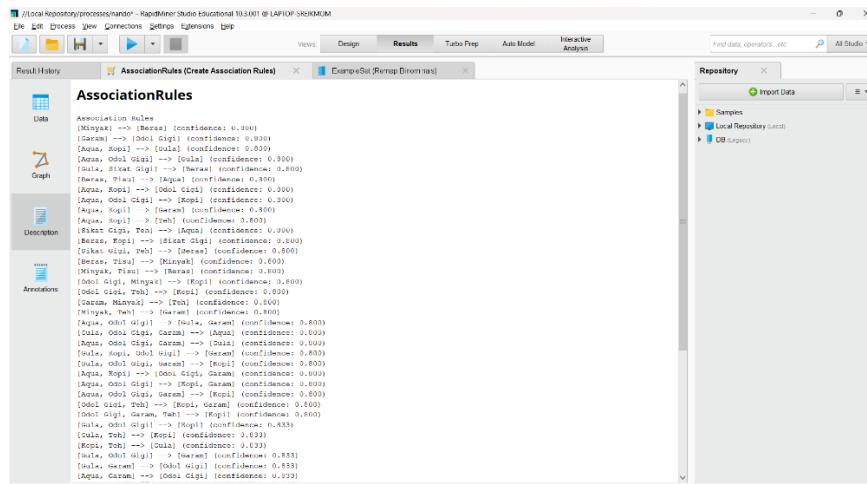 //Local Repository/processes/nando* – RapidMiner Studio Educational 10.3.001 @ LAPTOP-SREIKMOM
File Edit Process View Connections Settings Extensions Help
Views: Design Results Turbo Prep Auto Model Interactive Analysis
Find data, operators...etc
All Studio
Result History
AssociationRules (Create Association Rules)
ExampleSet (Remap Binominals)
Repository
Import Data
Samples
Local Repository (Local)
DB (Legacy)
Data
Graph
Description
Annotations
AssociationRules
Association Rules
[Minyak] --> [Beras] (confidence: 0.800)
[Garam] --> [Odol Gigi] (confidence: 0.800)
[Aqua, Kopi] --> [Gula] (confidence: 0.800)
[Aqua, Odol Gigi] --> [Gula] (confidence: 0.800)
[Gula, Sikat Gigi] --> [Beras] (confidence: 0.800)
[Beras, Tisu] --> [Aqua] (confidence: 0.800)
[Aqua, Kopi] --> [Odol Gigi] (confidence: 0.800)
[Aqua, Odol Gigi] --> [Kopi] (confidence: 0.800)
[Aqua, Kopi] --> [Garam] (confidence: 0.800)
[Aqua, Kopi] --> [Teh] (confidence: 0.800)
[Sikat Gigi, Teh] --> [Aqua] (confidence: 0.800)
[Beras, Kopi] --> [Sikat Gigi] (confidence: 0.800)
[Sikat Gigi, Teh] --> [Beras] (confidence: 0.800)
[Beras, Tisu] --> [Minyak] (confidence: 0.800)
[Minyak, Tisu] --> [Beras] (confidence: 0.800)
[Odol Gigi, Minyak] --> [Kopi] (confidence: 0.800)
[Odol Gigi, Teh] --> [Kopi] (confidence: 0.800)
[Garam, Minyak] --> [Teh] (confidence: 0.800)
[Minyak, Teh] --> [Garam] (confidence: 0.800)
[Aqua, Odol Gigi] --> [Gula, Garam] (confidence: 0.800)
[Gula, Odol Gigi, Garam] --> [Aqua] (confidence: 0.800)
[Aqua, Odol Gigi, Garam] --> [Gula] (confidence: 0.800)
[Gula, Kopi, Odol Gigi] --> [Garam] (confidence: 0.800)
[Gula, Odol Gigi, Garam] --> [Kopi] (confidence: 0.800)
[Aqua, Kopi] --> [Odol Gigi, Garam] (confidence: 0.800)
[Aqua, Odol Gigi] --> [Kopi, Garam] (confidence: 0.800)
[Aqua, Odol Gigi, Garam] --> [Kopi] (confidence: 0.800)
[Odol Gigi, Teh] --> [Kopi, Garam] (confidence: 0.800)
[Odol Gigi, Garam, Teh] --> [Kopi] (confidence: 0.800)
[Gula, Odol Gigi] --> [Kopi] (confidence: 0.833)
[Gula, Teh] --> [Kopi] (confidence: 0.833)
[Kopi, Teh] --> [Gula] (confidence: 0.833)
[Gula, Odol Gigi] --> [Garam] (confidence: 0.833)
[Gula, Garam] --> [Odol Gigi] (confidence: 0.833)
[Aqua, Garam] --> [Odol Gigi] (confidence: 0.833)